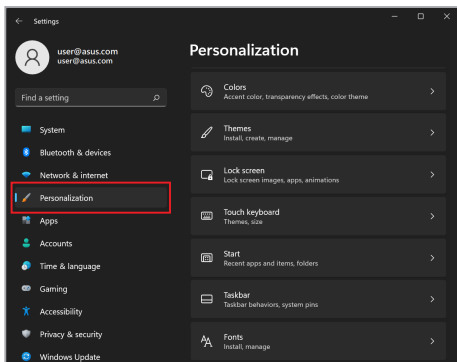 Settings
user@asus.com
user@asus.com
Find a setting
System
Bluetooth & devices
Network & internet
Personalization
Apps
Accounts
Time & language
Gaming
Accessibility
Privacy & security
Windows Update
Personalization
Colors
Accent color, transparency effects, color theme
Themes
Install, create, manage
Lock screen
Lock screen images, apps, animations
Touch keyboard
Themes, size
Start
Recent apps and items, folders
Taskbar
Taskbar behaviors, system pins
Fonts
Install, manage